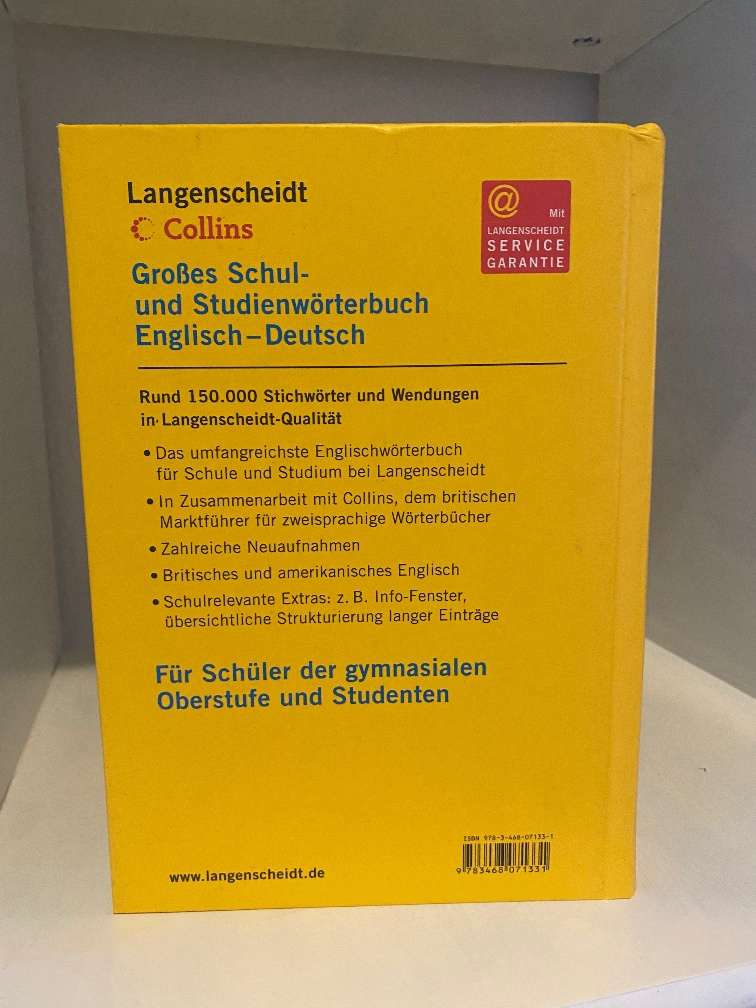 Langenscheidt
Collins
@
Mit
LANGENSCHEIDT
SERVICE
GARANTIE
Großes Schul-
und Studienwörterbuch
Englisch – Deutsch
Rund 150.000 Stichwörter und Wendungen
in Langenscheidt-Qualität
• Das umfangreichste Englischwörterbuch
für Schule und Studium bei Langenscheidt
• In Zusammenarbeit mit Collins, dem britischen
Marktführer für zweisprachige Wörterbücher
• Zahlreiche Neuaufnahmen
• Britisches und amerikanisches Englisch
• Schulrelevante Extras: z. B. Info-Fenster,
übersichtliche Strukturierung langer Einträge
Für Schüler der gymnasialen
Oberstufe und Studenten
ISBN 978-3-468-07133-1
9 783468 071331
www.langenscheidt.de